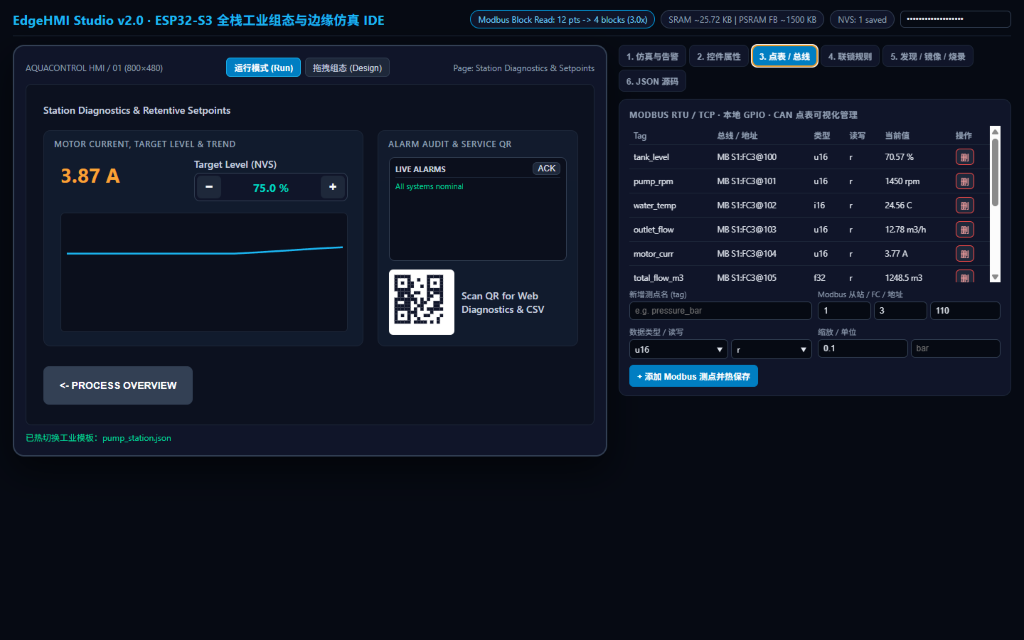 EdgeHMI Studio v2.0 · ESP32-S3 全栈工业组态与边缘仿真 IDE
Modbus Block Read: 12 pts -> 4 blocks (3.0x)
SRAM ~25.72 KB | PSRAM FB ~1500 KB
NVS: 1 saved
••••••••••••••••••
AQUACONTROL HMI / 01 (800×480)
运行模式 (Run)
拖拽组态 (Design)
Page: Station Diagnostics & Setpoints
Station Diagnostics & Retentive Setpoints
MOTOR CURRENT, TARGET LEVEL & TREND
3.87 A
Target Level (NVS)
− 75.0 % +
ALARM AUDIT & SERVICE QR
LIVE ALARMS
ACK
All systems nominal
Scan QR for Web
Diagnostics & CSV
<- PROCESS OVERVIEW
已热切换工业模板: pump_station.json
1. 仿真与告警
2. 控件属性
3. 点表 / 总线
4. 联锁规则
5. 发现 / 镜像 / 烧录
6. JSON 源码
MODBUS RTU / TCP · 本地 GPIO · CAN 点表可视化管理
Tag 总线 / 地址 类型 读写 当前值 操作
tank_level MB S1:FC3@100 u16 r 70.57 % 删
pump_rpm MB S1:FC3@101 u16 r 1450 rpm 删
water_temp MB S1:FC3@102 i16 r 24.56 C 删
outlet_flow MB S1:FC3@103 u16 r 12.78 m3/h 删
motor_curr MB S1:FC3@104 u16 r 3.77 A 删
total_flow_m3 MB S1:FC3@105 f32 r 1248.5 m3 删
新增测点名 (tag)
Modbus 从站 / FC / 地址
e.g. pressure_bar
1
3
110
数据类型 / 读写
缩放 / 单位
u16
r
0.1
bar
+ 添加 Modbus 测点并热保存